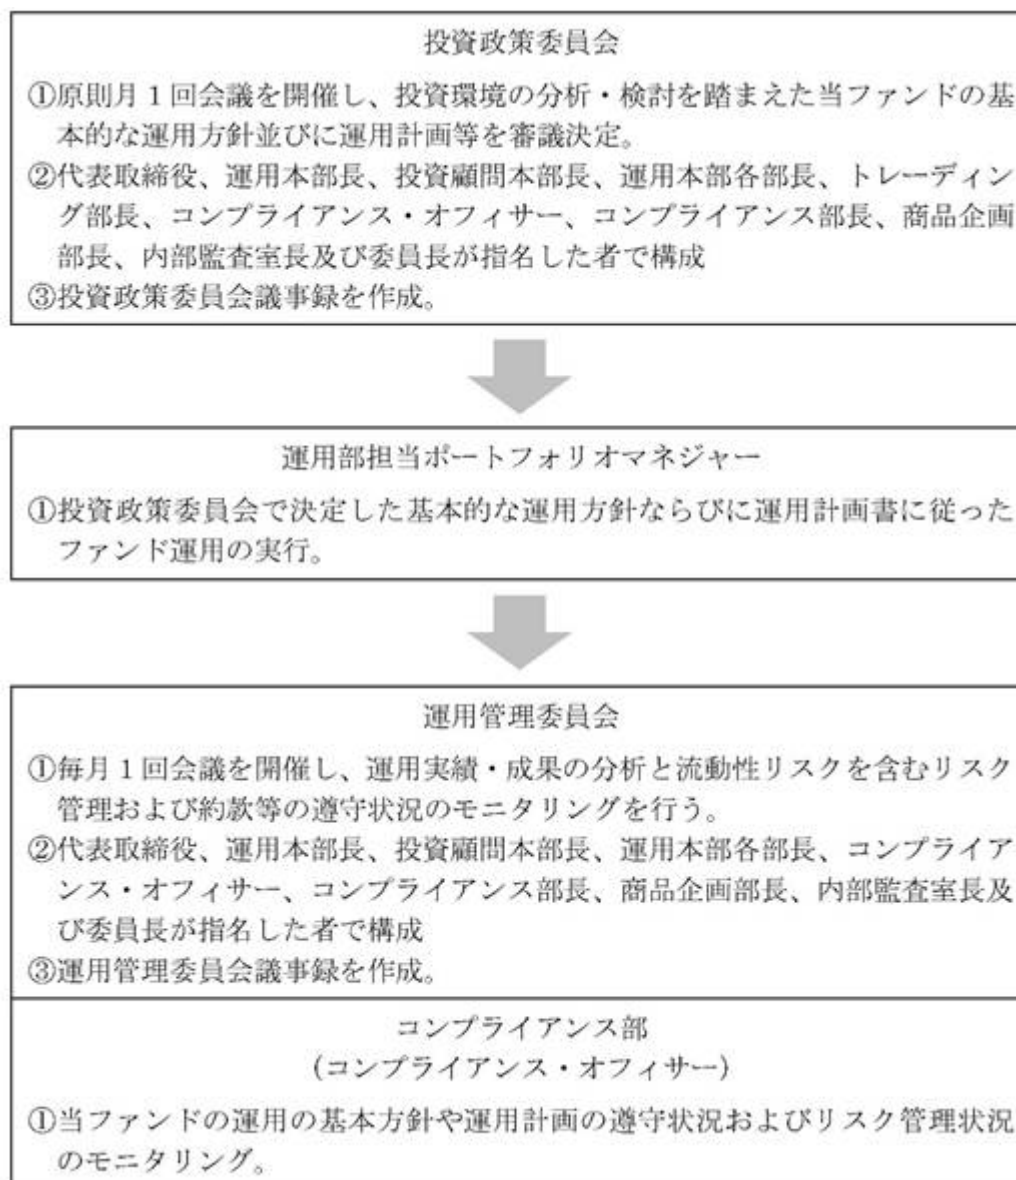 投資政策委員会
①原則月1回会議を開催し、投資環境の分析・検討を踏まえた当ファンドの基
本的な運用方針並びに運用計画等を審議決定。
②代表取締役、運用本部長、投資顧問本部長、運用本部各部長、トレーディン
グ部長、コンプライアンス・オフィサー、コンプライアンス部長、商品企画
部長、内部監査室長及び委員長が指名した者で構成
③投資政策委員会議事録を作成。
運用部担当ポートフォリオマネジャー
①投資政策委員会で決定した基本的な運用方針ならびに運用計画書に従った
ファンド運用の実行。
運用管理委員会
①毎月1回会議を開催し、運用実績・成果の分析と流動性リスクを含むリスク
管理および約款等の遵守状況のモニタリングを行う。
②代表取締役、運用本部長、投資顧問本部長、運用本部各部長、コンプライア
ンス・オフィサー、コンプライアンス部長、商品企画部長、内部監査室長及
び委員長が指名した者で構成
③運用管理委員会議事録を作成。
コンプライアンス部
(コンプライアンス・オフィサー)
①当ファンドの運用の基本方針や運用計画の遵守状況およびリスク管理状況
のモニタリング。